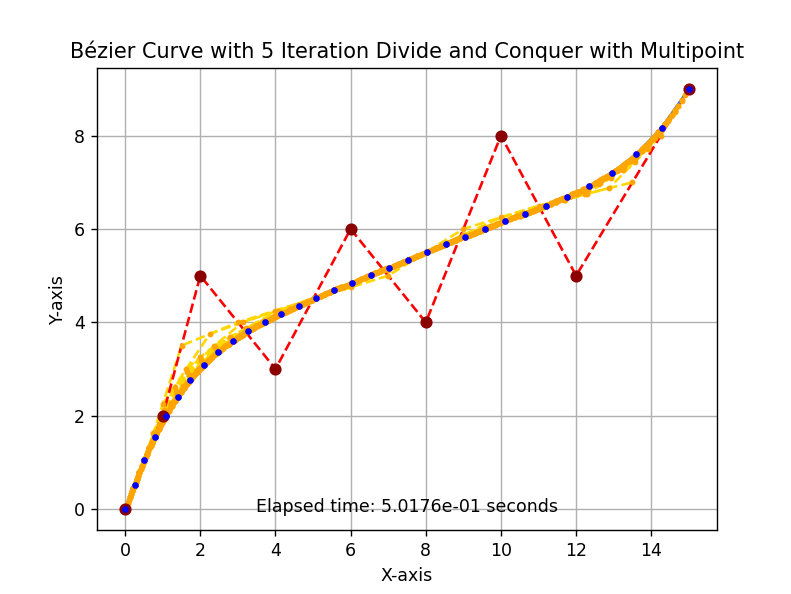 Bézier Curve with 5 Iteration Divide and Conquer with Multipoint
8
6
4
2
0
Y-axis
Elapsed time: 5.0176e-01 seconds
0 2 4 6 8 10 12 14
X-axis